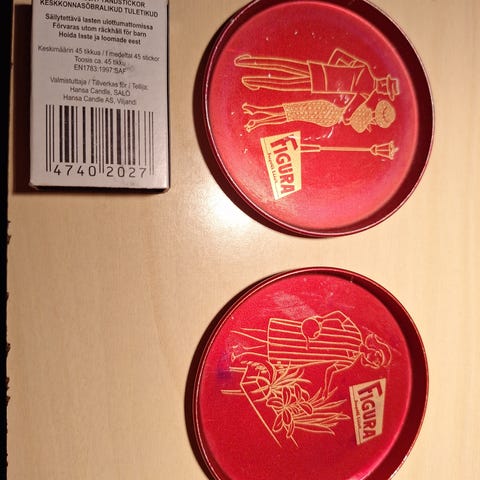 TÄNDSTICKOR
KESKKONNASÕBRALIKUD TULETIKUD
Säilytettävä lasten ulottumattomissa
Förvaras utom räckhåll för barn
Hoida laste ja loomade eest
Keskimäärin 45 tikkua / I medeltal 45 stickor
Toosis ca. 45 tikku
EN1783:1997:SAF
Valmistuttaja / Tillverkas för / Tellija:
Hansa Candle, SALO
Hansa Candle AS, Viljandi
4740 2027
FIGURA
FIGURA